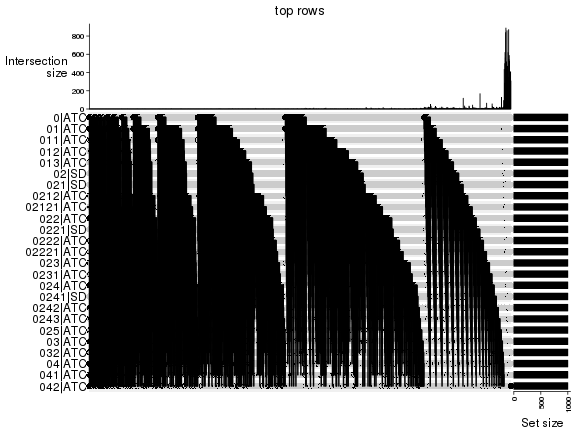 top rows
800
600
400
200
0
Intersection
size
0|ATC
01|ATC
011|ATC
012|ATC
013|ATC
02|SD
021|SD
0212|ATC
02121|ATC
022|ATC
0221|SD
0222|ATC
02221|ATC
023|ATC
0231|ATC
024|ATC
0241|SD
0242|ATC
0243|ATC
025|ATC
03|ATC
032|ATC
04|ATC
041|ATC
042|ATC
0
500
1000
Set size